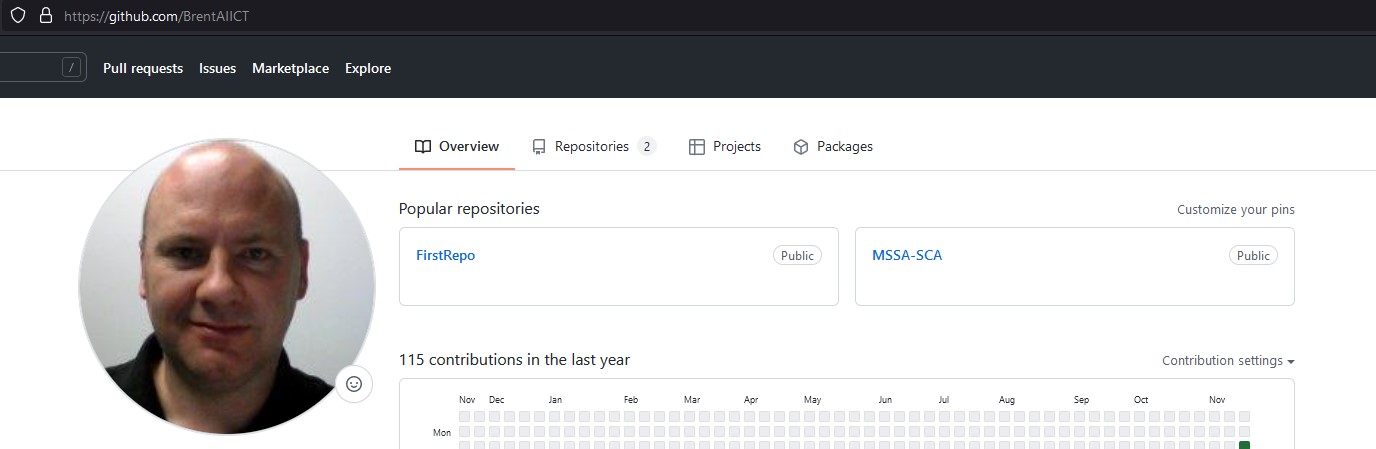 https://github.com/BrentAIICT
/
Pull requests Issues Marketplace Explore
Overview Repositories 2 Projects Packages
Popular repositories Customize your pins
FirstRepo Public MSSA-SCA Public
115 contributions in the last year Contribution settings
Nov Dec Jan Feb Mar Apr May Jun Jul Aug Sep Oct Nov
Mon